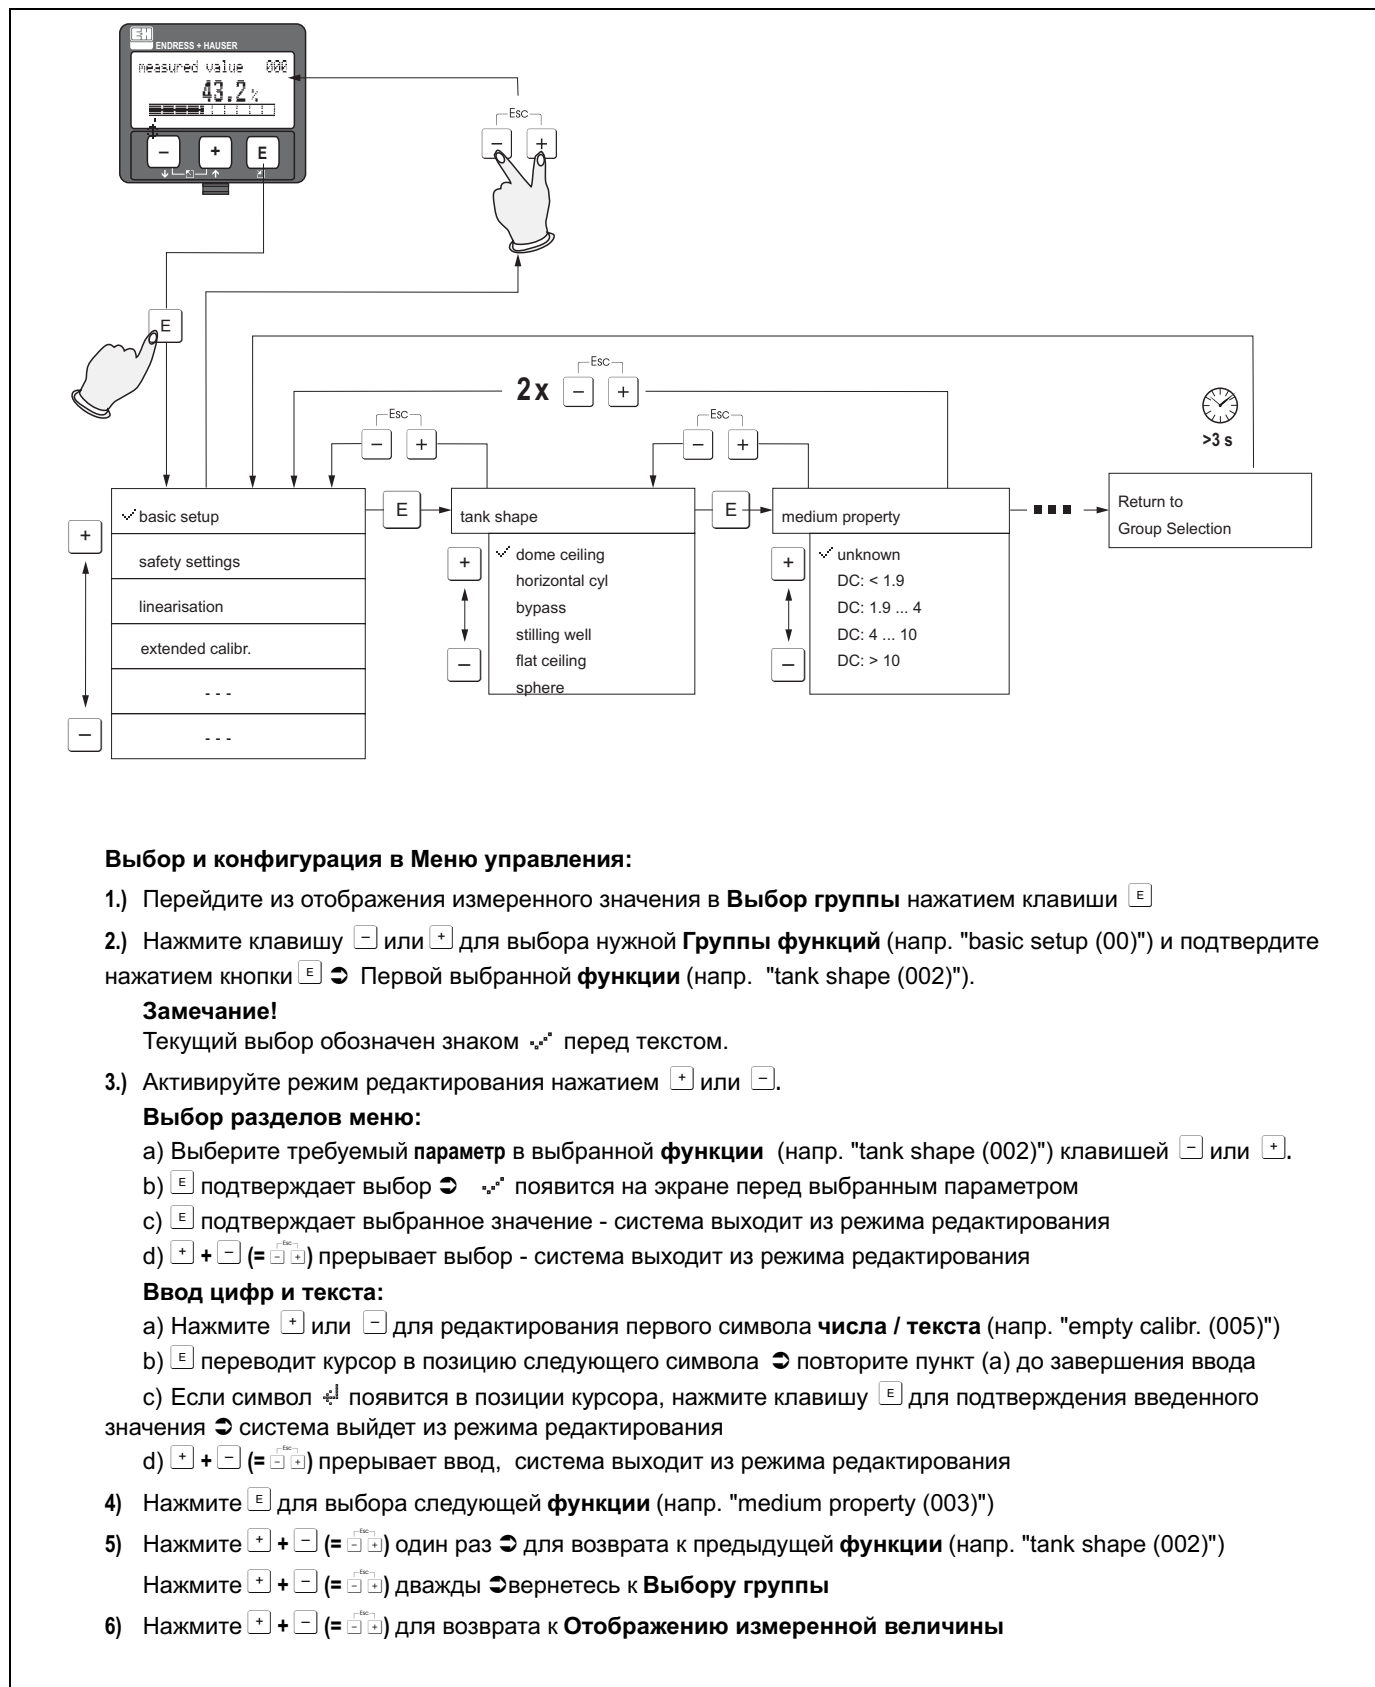 ENDRESS + HAUSER
measured value 000
43.2%
- + E
Esc
- +
E
Esc
2x - +
Esc
- +
Esc
- +
>3 s
✓ basic setup
safety settings
linearisation
extended calibr.
- - -
- - -
+
-
E
tank shape
✓ dome ceiling
horizontal cyl
bypass
stilling well
flat ceiling
sphere
+
-
E
medium property
✓ unknown
DC: < 1.9
DC: 1.9 ... 4
DC: 4 ... 10
DC: > 10
+
-
Return to
Group Selection
Выбор и конфигурация в Меню управления:
1.) Перейдите из отображения измеренного значения в Выбор группы нажатием клавиши E
2.) Нажмите клавишу - или + для выбора нужной Группы функций (напр. "basic setup (00)") и подтвердите
нажатием кнопки E ➲ Первой выбранной функции (напр. "tank shape (002)").
Замечание!
Текущий выбор обозначен знаком ✓ перед текстом.
3.) Активируйте режим редактирования нажатием + или -.
Выбор разделов меню:
a) Выберите требуемый параметр в выбранной функции (напр. "tank shape (002)") клавишей - или +.
b) E подтверждает выбор ➲ ✓ появится на экране перед выбранным параметром
c) E подтверждает выбранное значение - система выходит из режима редактирования
d) + + - (= Esc - +) прерывает выбор - система выходит из режима редактирования
Ввод цифр и текста:
a) Нажмите + или - для редактирования первого символа числа / текста (напр. "empty calibr. (005)")
b) E переводит курсор в позицию следующего символа ➲ повторите пункт (a) до завершения ввода
c) Если символ ↵ появится в позиции курсора, нажмите клавишу E для подтверждения введенного
значения ➲ система выйдет из режима редактирования
d) + + - (= Esc - +) прерывает ввод, система выходит из режима редактирования
4) Нажмите E для выбора следующей функции (напр. "medium property (003)")
5) Нажмите + + - (= Esc - +) один раз ➲ для возврата к предыдущей функции (напр. "tank shape (002)")
Нажмите + + - (= Esc - +) дважды ➲вернетесь к Выбору группы
6) Нажмите + + - (= Esc - +) для возврата к Отображению измеренной величины